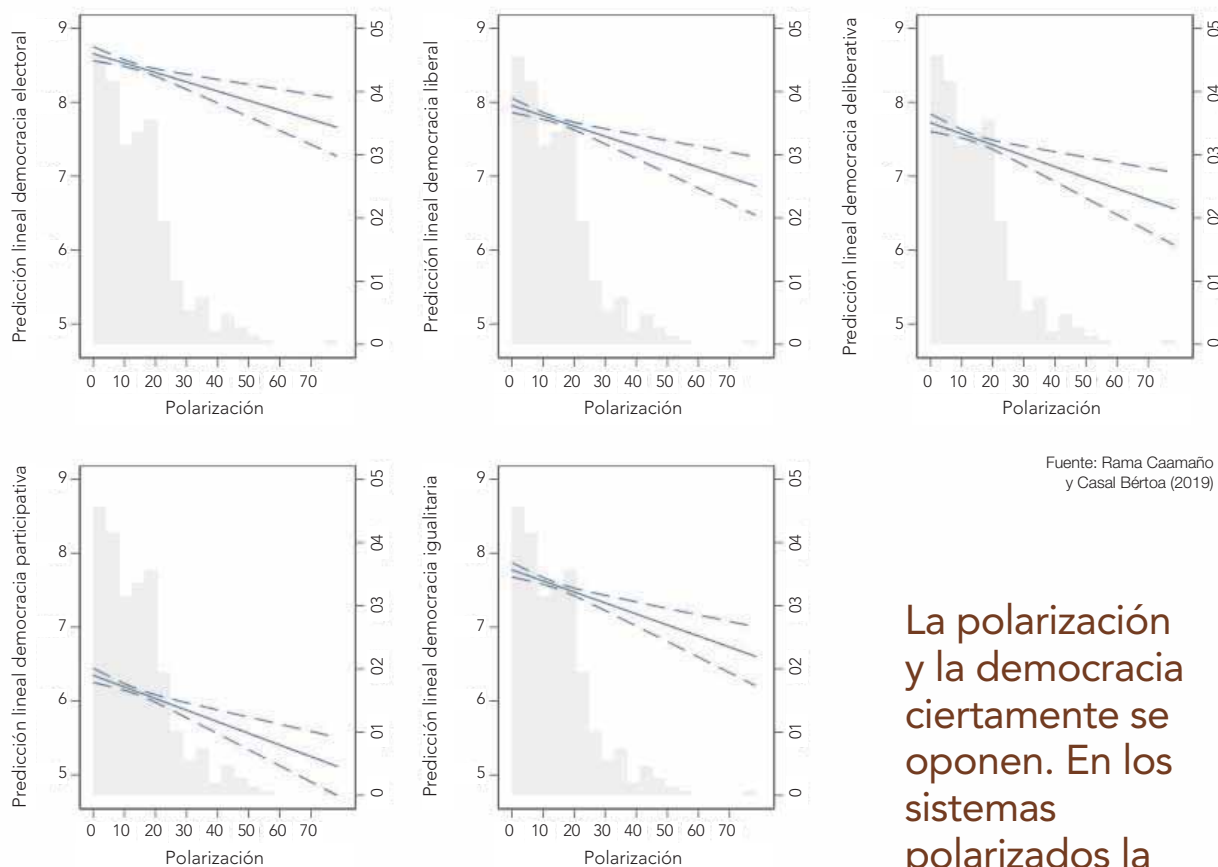 Predicción lineal democracia electoral
9
8
7
6
5
05
04
03
02
01
0
0 10 20 30 40 50 60 70
Polarización
Predicción lineal democracia liberal
9
8
7
6
5
05
04
03
02
01
0
0 10 20 30 40 50 60 70
Polarización
Predicción lineal democracia deliberativa
9
8
7
6
5
05
04
03
02
01
0
0 10 20 30 40 50 60 70
Polarización
Predicción lineal democracia participativa
9
8
7
6
5
05
04
03
02
01
0
0 10 20 30 40 50 60 70
Polarización
Predicción lineal democracia igualitaria
9
8
7
6
5
05
04
03
02
01
0
0 10 20 30 40 50 60 70
Polarización
Fuente: Rama Caamaño
y Casal Bértoa (2019)
La polarización
y la democracia
ciertamente se
oponen. En los
sistemas
polarizados la